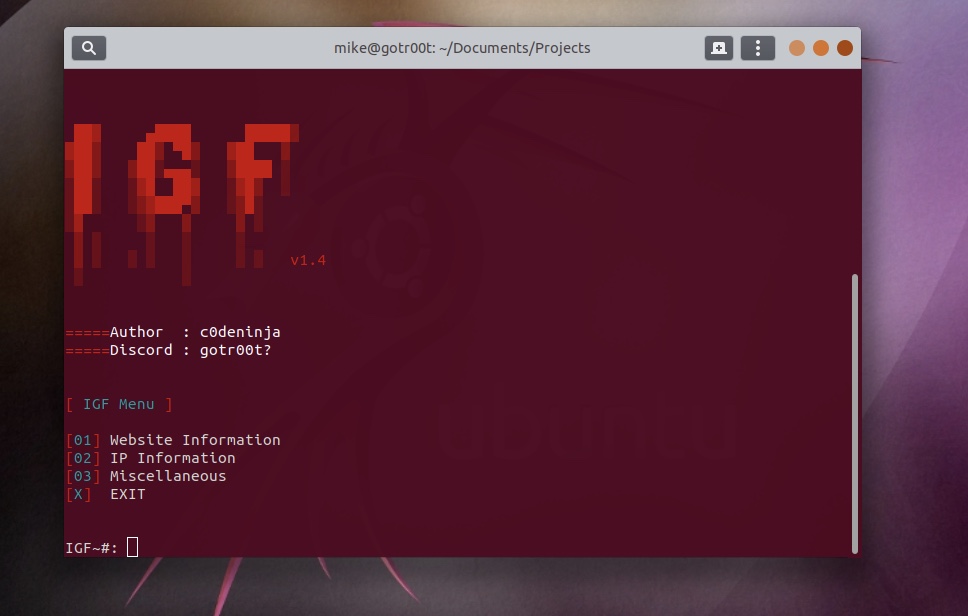 mike@gotr00t: ~/Documents/Projects
IGF
v1.4
=====Author  : c0deninja
=====Discord : gotr00t?
[ IGF Menu ]
[01] Website Information
[02] IP Information
[03] Miscellaneous
[X]  EXIT
IGF~#:
ubuntu